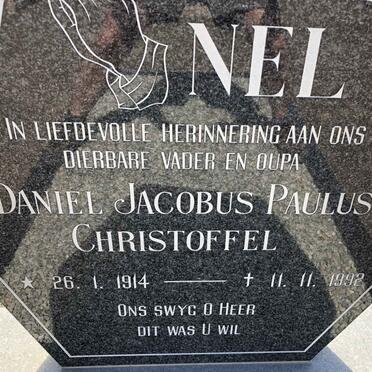 NEL
IN LIEFDEVOLLE HERINNERING AAN ONS
DIERBARE VADER EN OUPA
DANIEL JACOBUS PAULUS
CHRISTOFFEL
★ 26. 1. 1914 —— ✝ 11. 11. 1992
ONS SWYG O HEER
DIT WAS U WIL